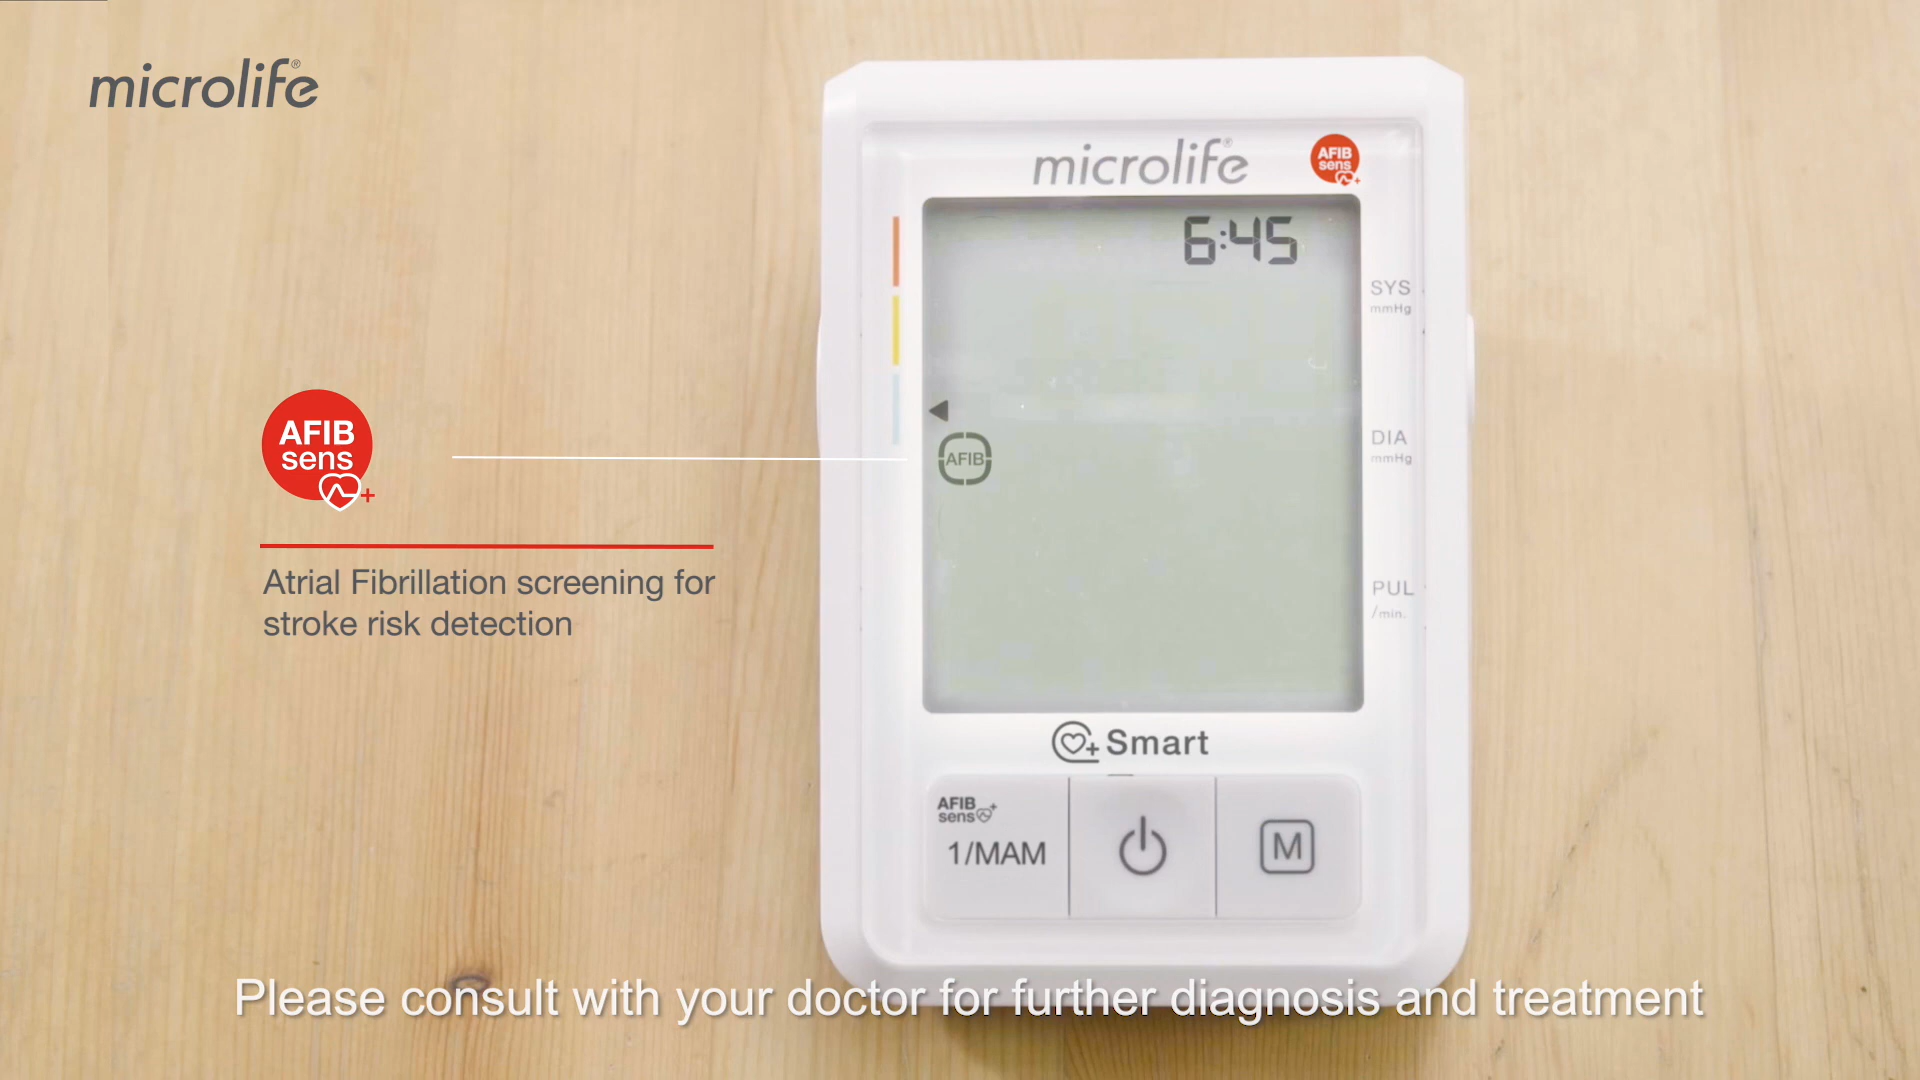 microlife®
microlife®
AFIB
sens
6:45
SYS
mmHg
AFIB
sens
AFIB
DIA
mmHg
Atrial Fibrillation screening for
stroke risk detection
PUL
/min.
Smart
AFIB
sens
1/MAM
M
Please consult with your doctor for further diagnosis and treatment